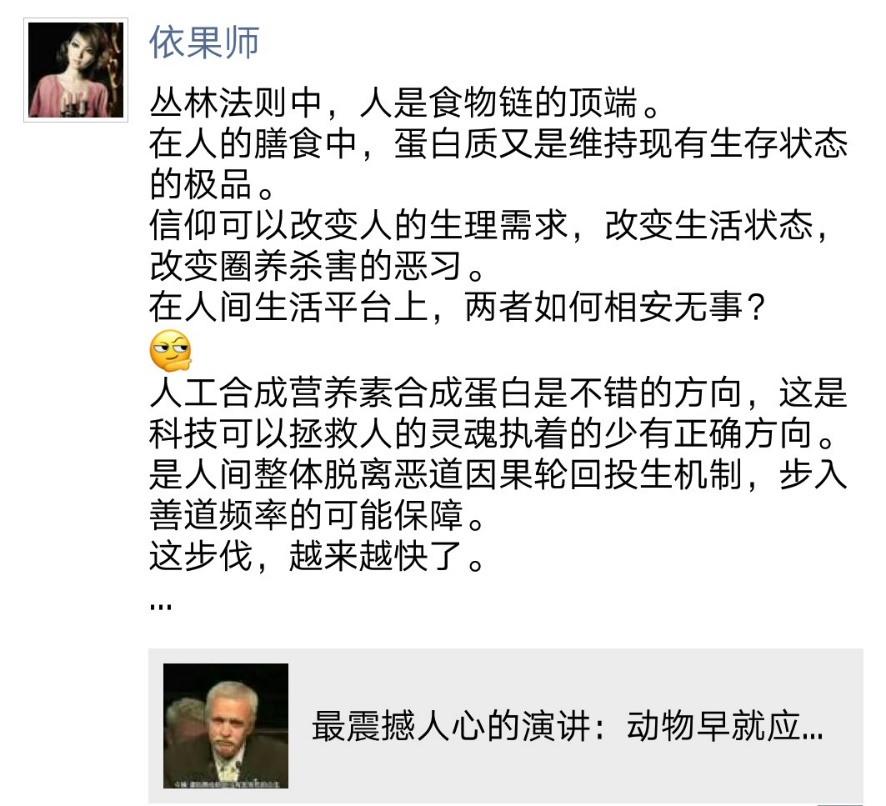 依果师
丛林法则中，人是食物链的顶端。
在人的膳食中，蛋白质又是维持现有生存状态
的极品。
信仰可以改变人的生理需求，改变生活状态，
改变圈养杀害的恶习。
在人间生活平台上，两者如何相安无事？
人工合成营养素合成蛋白是不错的方向，这是
科技可以拯救人的灵魂执着的少有正确方向。
是人间整体脱离恶道因果轮回投生机制，步入
善道频率的可能保障。
这步伐，越来越快了。
...
最震撼人心的演讲：动物早就应...